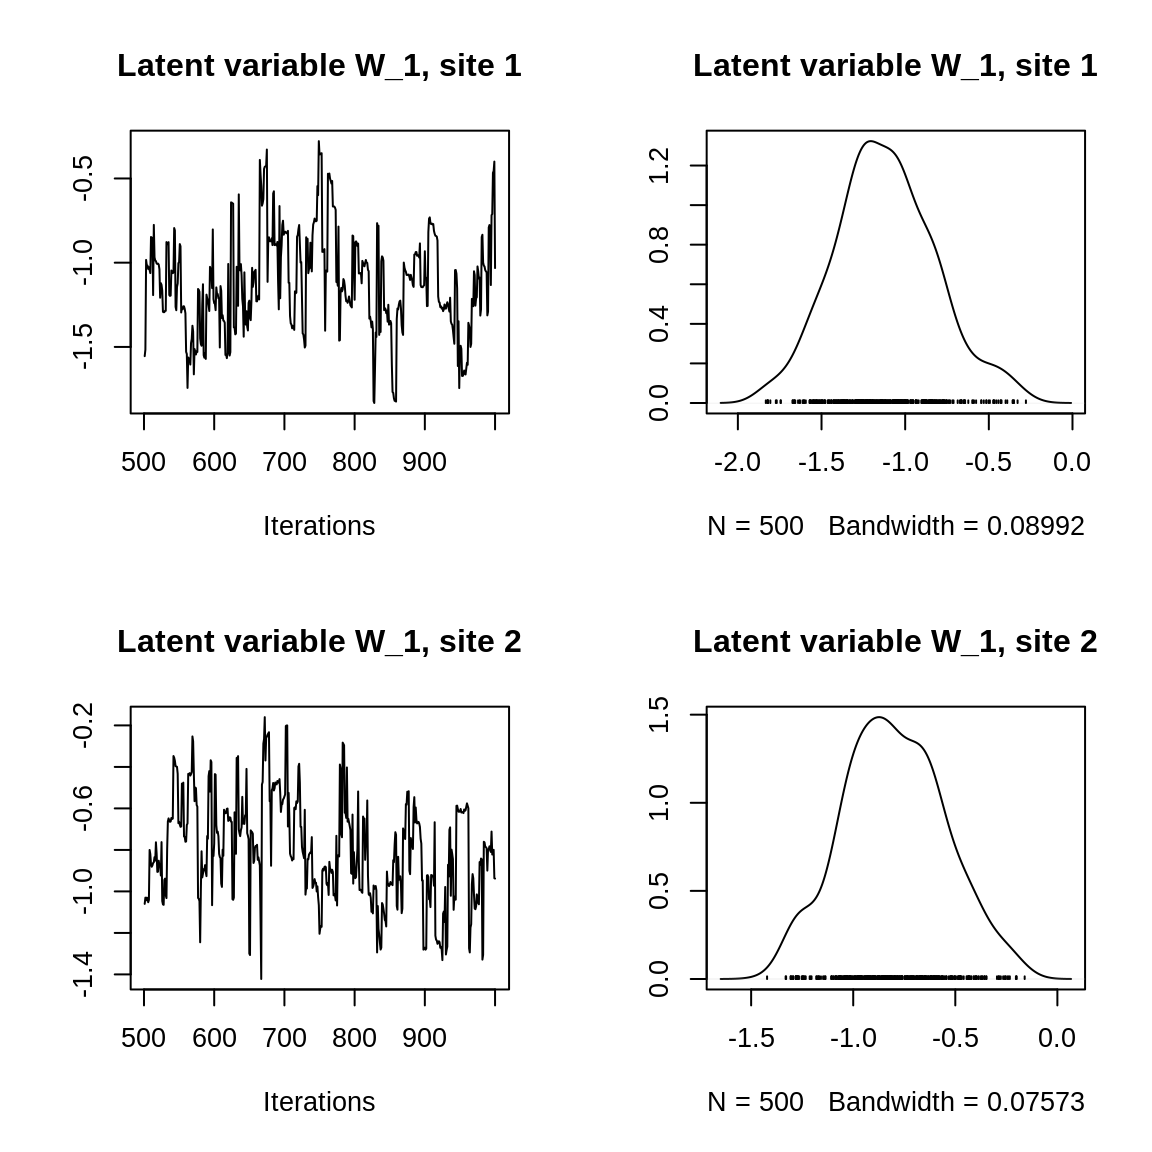 Latent variable W_1, site 1
-0.5
-1.0
-1.5
500 600 700 800 900
Iterations
Latent variable W_1, site 1
1.2
0.8
0.4
0.0
-2.0 -1.5 -1.0 -0.5 0.0
N = 500 Bandwidth = 0.08992
Latent variable W_1, site 2
-0.2
-0.6
-1.0
-1.4
500 600 700 800 900
Iterations
Latent variable W_1, site 2
1.5
1.0
0.5
0.0
-1.5 -1.0 -0.5 0.0
N = 500 Bandwidth = 0.07573